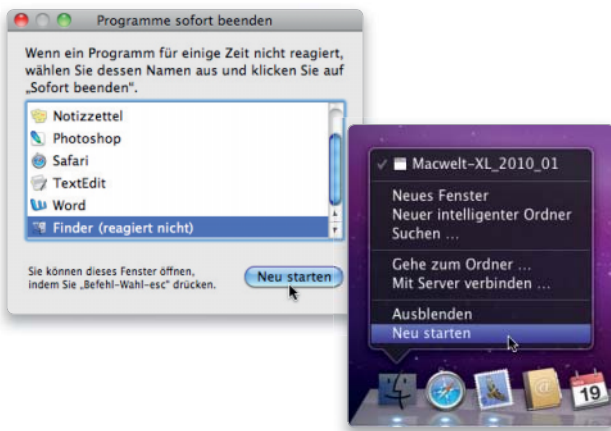 Programme sofort beenden
Wenn ein Programm für einige Zeit nicht reagiert,
wählen Sie dessen Namen aus und klicken Sie auf
„Sofort beenden“.
Notizzettel
Photoshop
Safari
TextEdit
Word
Finder (reagiert nicht)
Sie können dieses Fenster öffnen,
indem Sie „Befehl-Wahl-esc“ drücken.
Neu starten
✓ Macwelt-XL_2010_01
Neues Fenster
Neuer intelligenter Ordner
Suchen ...
Gehe zum Ordner ...
Mit Server verbinden ...
Ausblenden
Neu starten
19